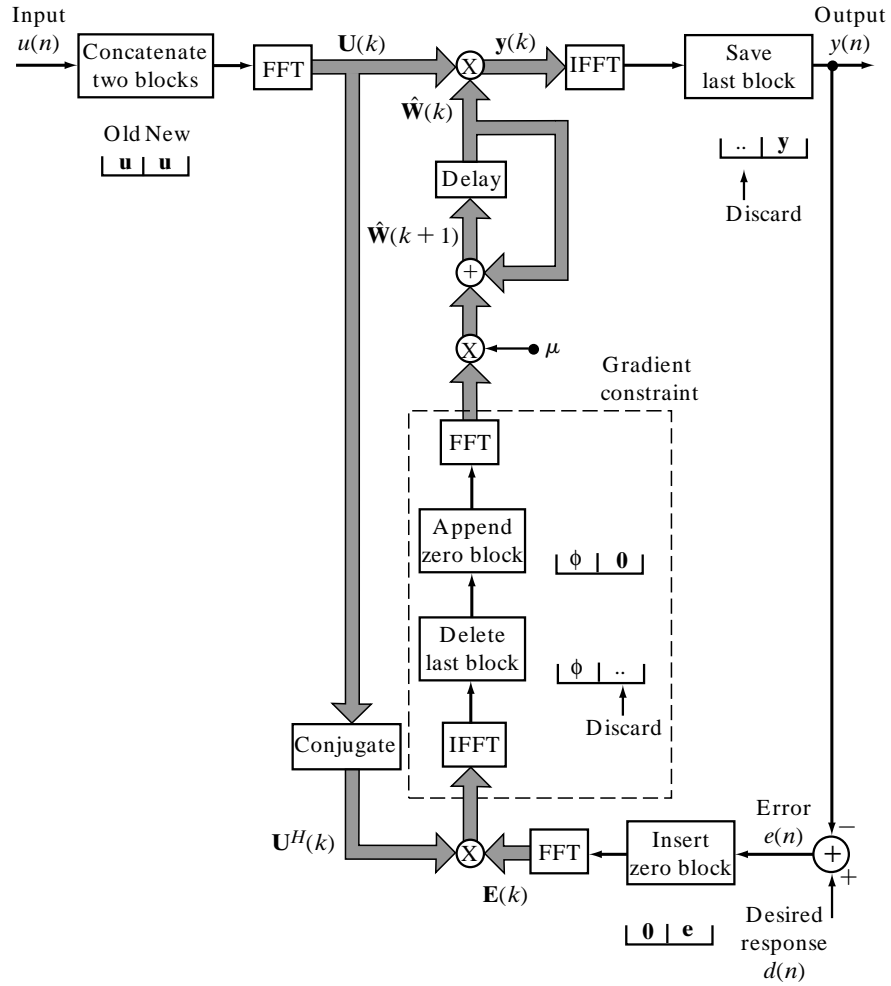 Input
u(n)
Concatenate
two blocks
FFT
U(k)
X
y(k)
IFFT
Save
last block
Output
y(n)
Old New
u | u
Ŵ(k)
Delay
.. | y
Discard
Ŵ(k + 1)
+
X
μ
Gradient
constraint
FFT
Append
zero block
ϕ | 0
Delete
last block
ϕ | ..
Discard
Conjugate
IFFT
U^H(k)
X
E(k)
FFT
Insert
zero block
Error
e(n)
−
+
+
0 | e
Desired
response
d(n)